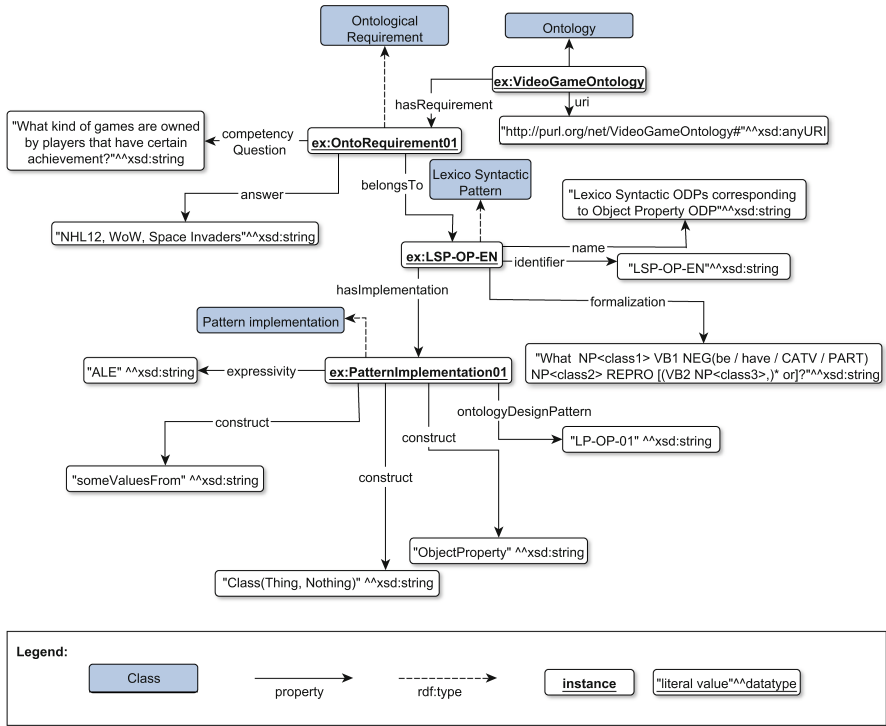 Ontological
Requirement
Ontology
ex:VideoGameOntology
hasRequirement
uri
"What kind of games are owned
by players that have certain
achievement?"^^xsd:string
competency
Question
ex:OntoRequirement01
"http://purl.org/net/VideoGameOntology#"^^xsd:anyURI
answer
belongsTo
Lexico Syntactic
Pattern
"Lexico Syntactic ODPs corresponding
to Object Property ODP"^^xsd:string
"NHL12, WoW, Space Invaders"^^xsd:string
ex:LSP-OP-EN
name
identifier
"LSP-OP-EN"^^xsd:string
hasImplementation
formalization
Pattern implementation
"What  NP<class1> VB1 NEG(be / have / CATV / PART)
NP<class2> REPRO [(VB2 NP<class3>,)* or]?"^^xsd:string
"ALE" ^^xsd:string
expressivity
ex:PatternImplementation01
ontologyDesignPattern
construct
construct
"LP-OP-01" ^^xsd:string
"someValuesFrom" ^^xsd:string
construct
"ObjectProperty" ^^xsd:string
"Class(Thing, Nothing)" ^^xsd:string
Legend:
Class
property
rdf:type
instance
"literal value"^^datatype